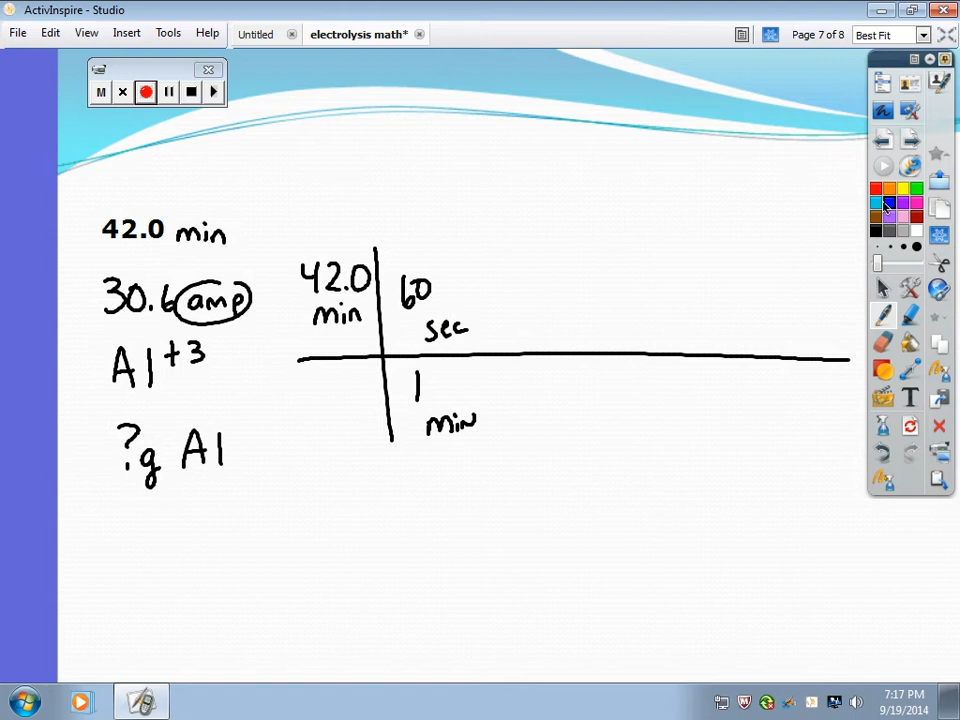 ActivInspire - Studio
File Edit View Insert Tools Help
Untitled
electrolysis math*
Page 7 of 8
Best Fit
M
42.0 min
30.6 amp
Al+3
?g Al
42.0
min
60
sec
1
min
T
7:17 PM
9/19/2014